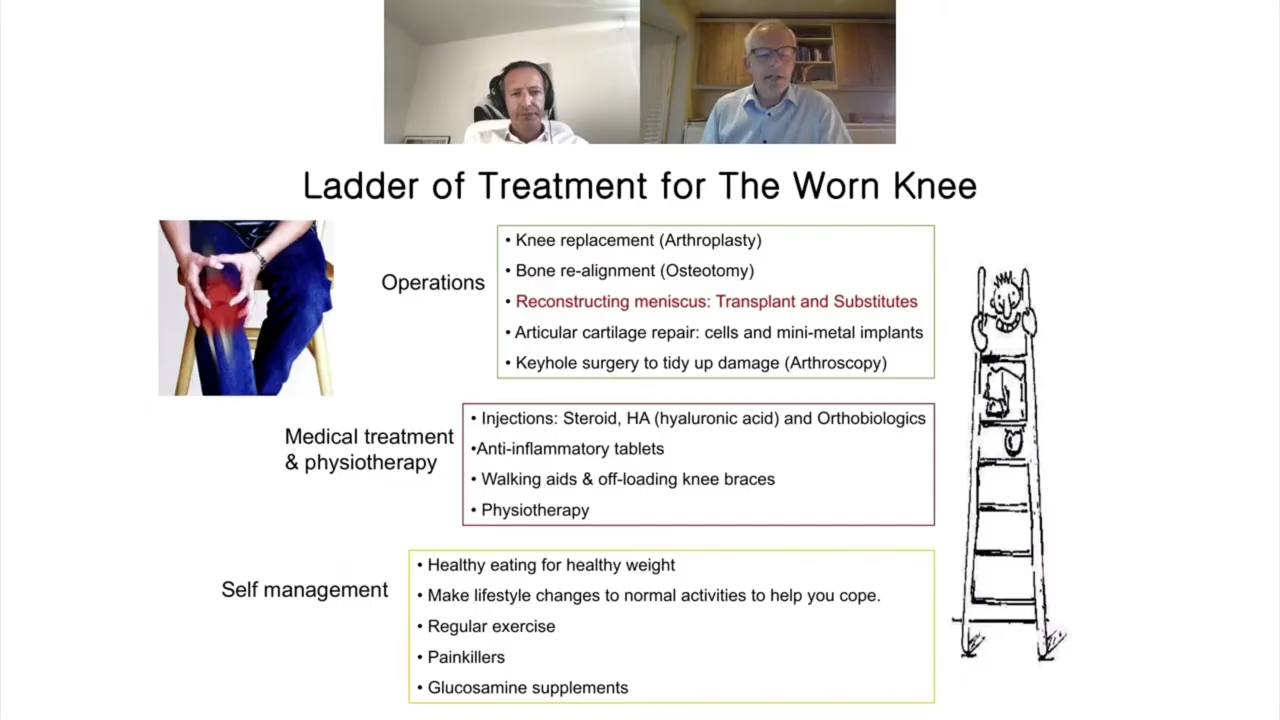 Ladder of Treatment for The Worn Knee
Operations
• Knee replacement (Arthroplasty)
• Bone re-alignment (Osteotomy)
• Reconstructing meniscus: Transplant and Substitutes
• Articular cartilage repair: cells and mini-metal implants
• Keyhole surgery to tidy up damage (Arthroscopy)
Medical treatment
& physiotherapy
• Injections: Steroid, HA (hyaluronic acid) and Orthobiologics
•Anti-inflammatory tablets
• Walking aids & off-loading knee braces
• Physiotherapy
Self management
• Healthy eating for healthy weight
• Make lifestyle changes to normal activities to help you cope.
• Regular exercise
• Painkillers
• Glucosamine supplements